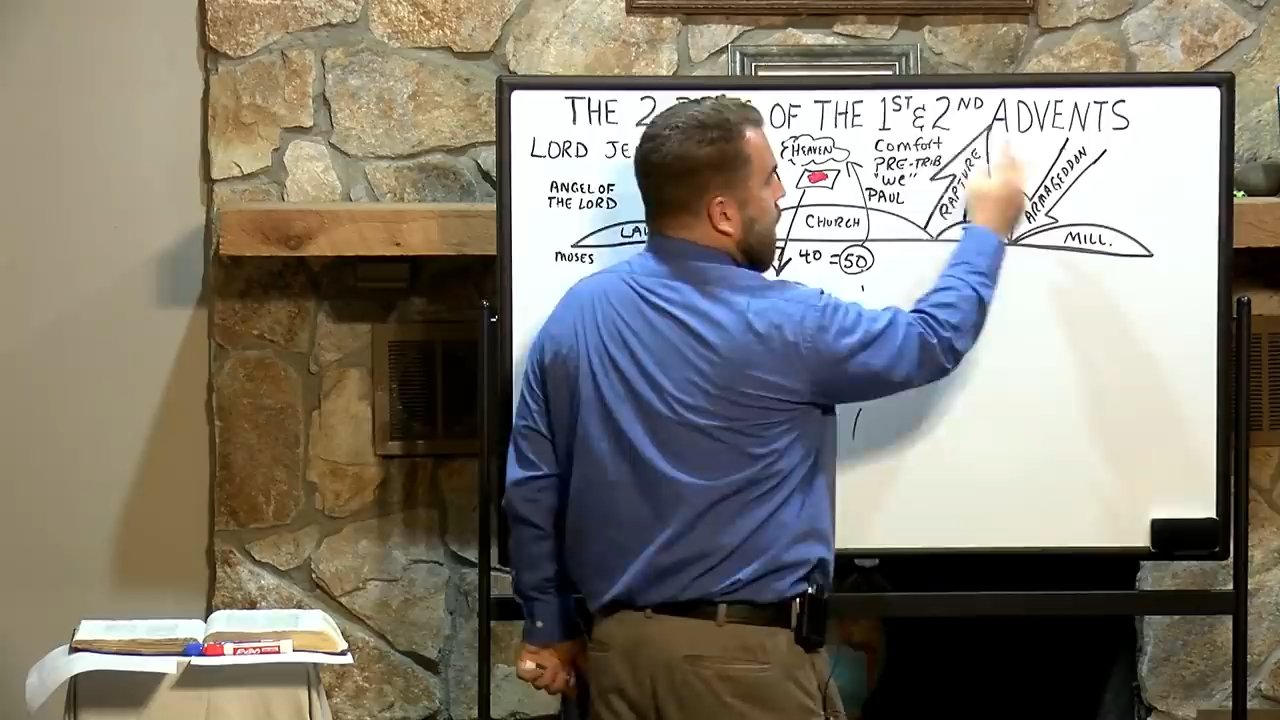 THE 2 OF THE 1ST & 2ND ADVENTS
LORD JE
HEAVEN
Comfort
PRE-TRIB
"WE"
PAUL
RAPTURE
ARMAGEDDON
ANGEL OF
THE LORD
LA
CHURCH
MILL.
MOSES
40 = 50